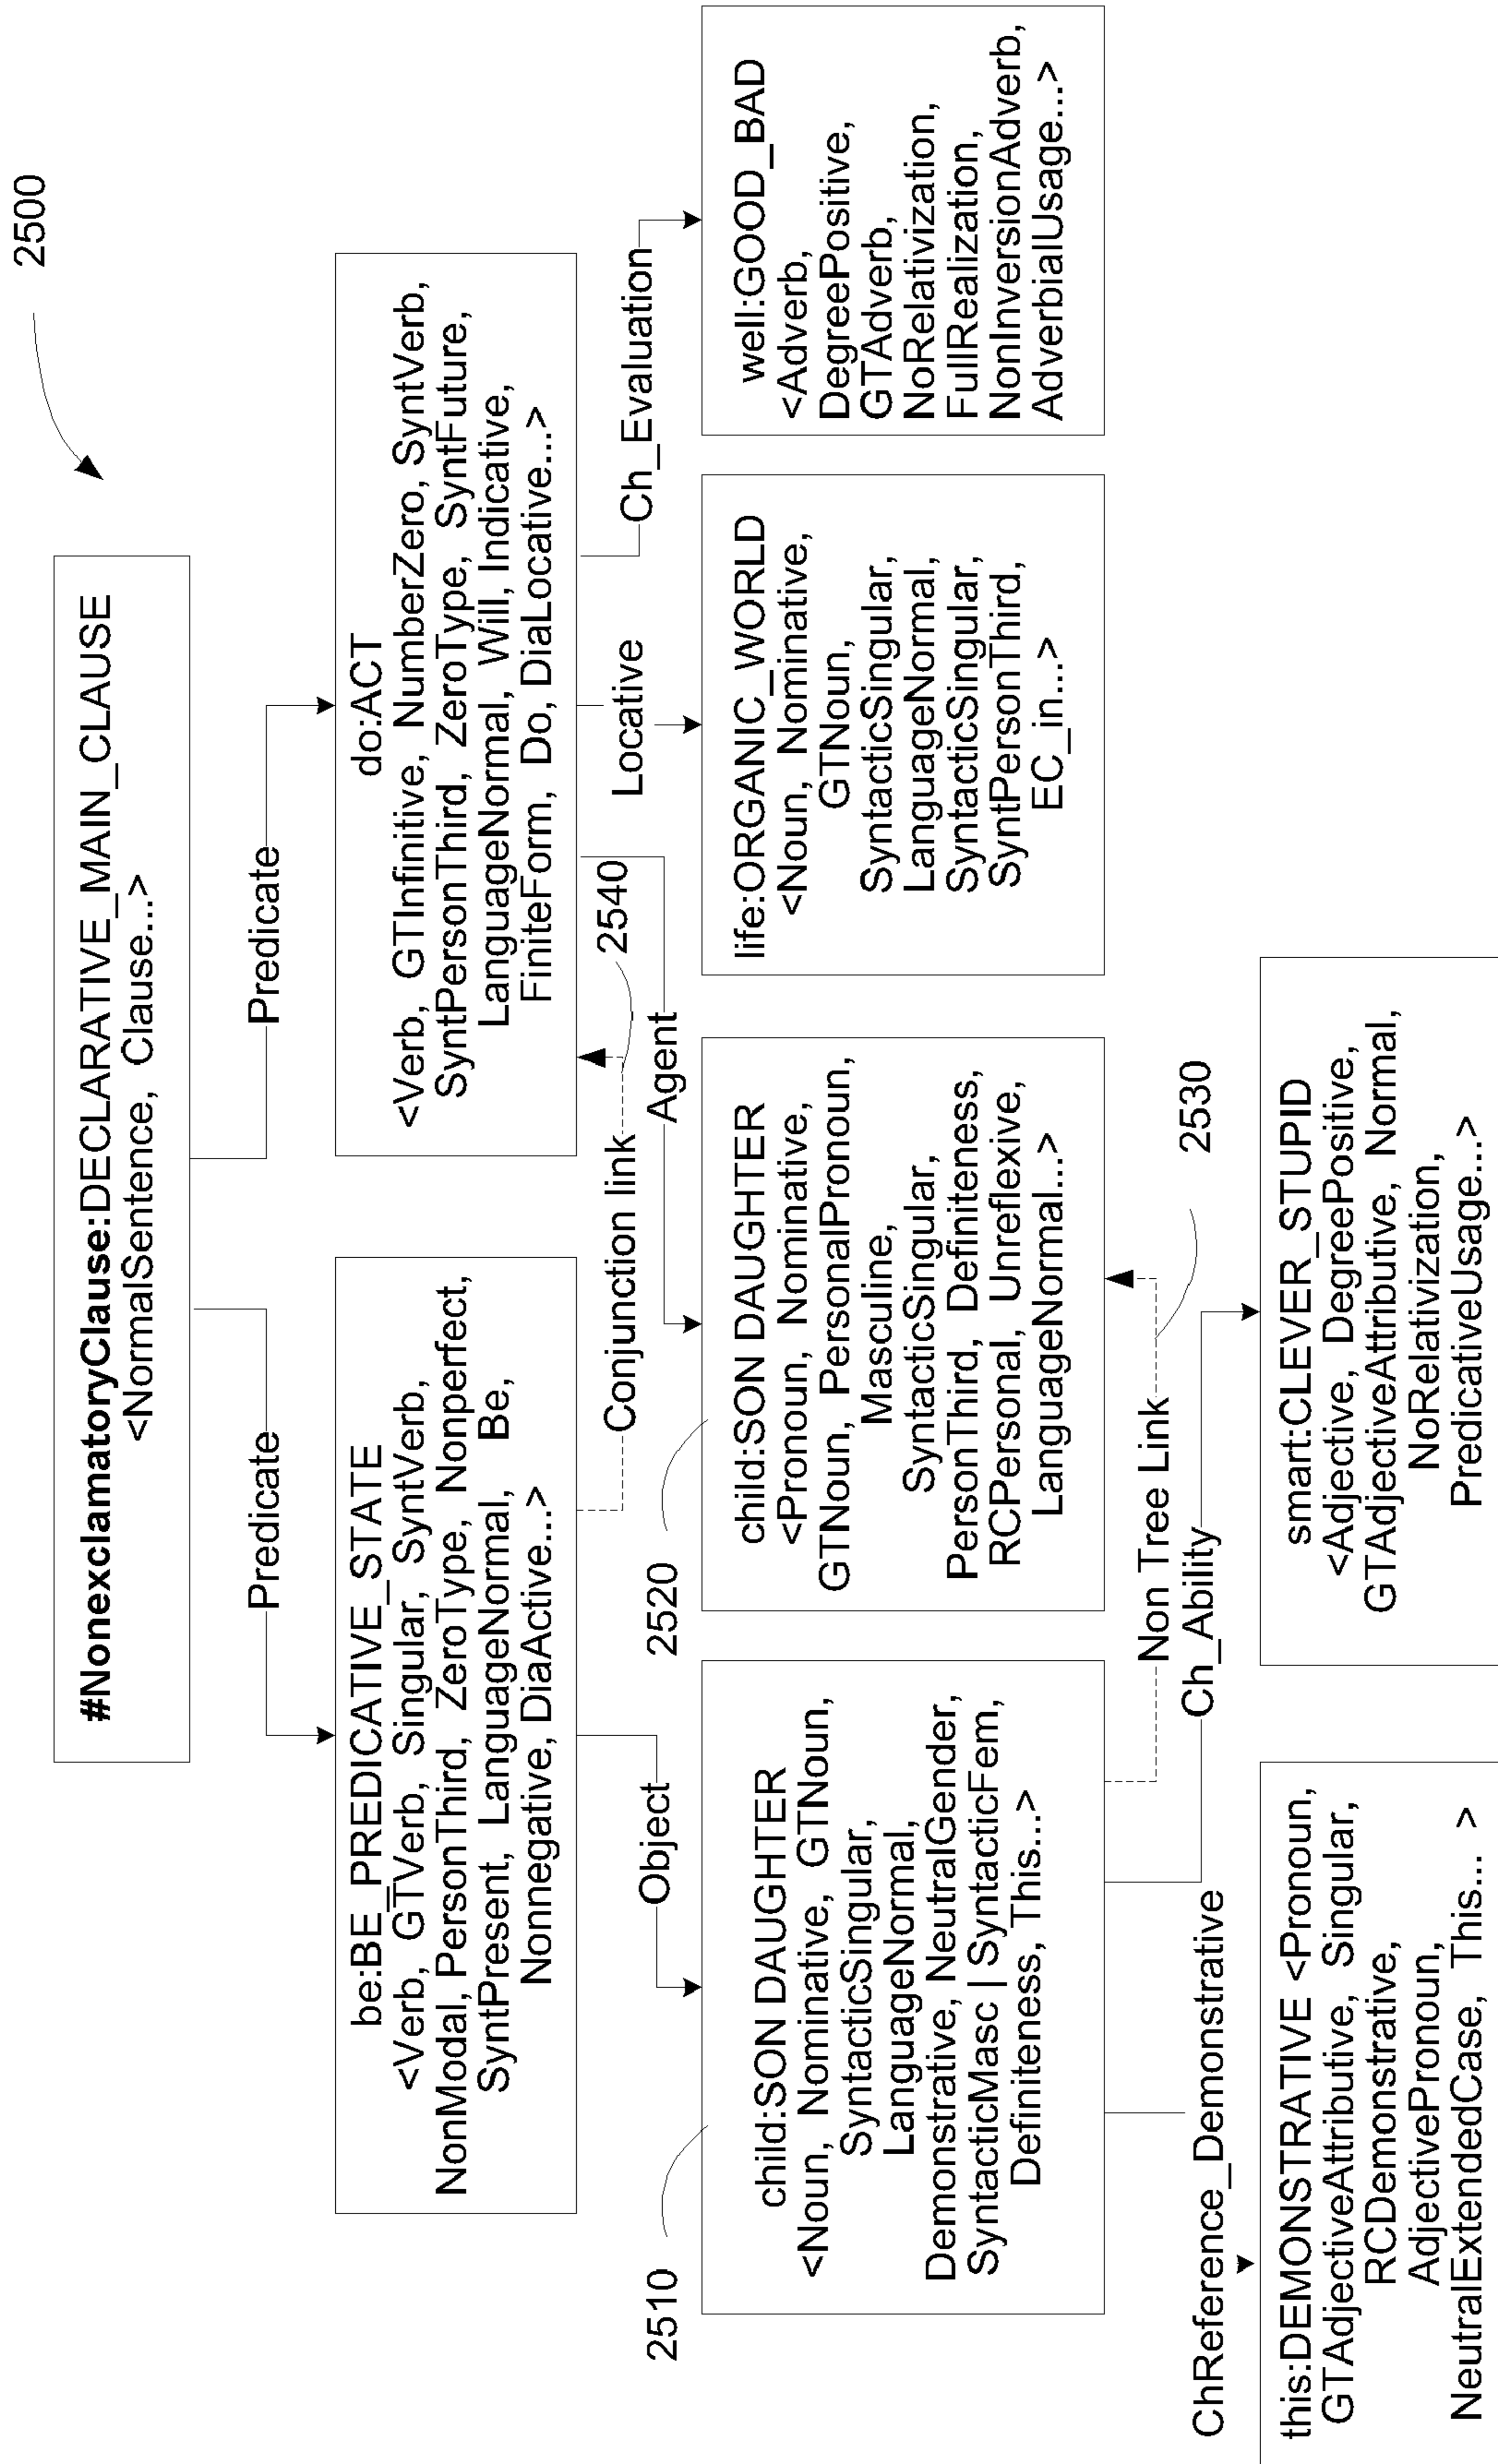 2500
#NonexclamatoryClause:DECLARATIVE_MAIN_CLAUSE
<NormalSentence, Clause...>
Predicate
Predicate
be:BE_PREDICATIVE_STATE
<Verb, GTVerb, Singular, SyntVerb,
NonModal, PersonThird, ZeroType, Nonperfect,
SyntPresent, LanguageNormal, Be,
Nonnegative, DiaActive...>
do:ACT
<Verb, GTInfinitive, NumberZero, SyntVerb,
SyntPersonThird, ZeroType, SyntFuture,
LanguageNormal, Will, Indicative,
FiniteForm, Do, DiaLocative...>
Object
Conjunction link
2540
Agent
Locative
Ch_Evaluation
2510
child:SON DAUGHTER
<Noun, Nominative, GTNoun,
SyntacticSingular,
LanguageNormal,
Demonstrative, NeutralGender,
SyntacticMasc | SyntacticFem,
Definiteness, This...>
2520
child:SON DAUGHTER
<Pronoun, Nominative,
GTNoun, PersonalPronoun,
Masculine,
SyntacticSingular,
PersonThird, Definiteness,
RCPersonal, Unreflexive,
LanguageNormal...>
life:ORGANIC_WORLD
<Noun, Nominative,
GTNoun,
SyntacticSingular,
LanguageNormal,
SyntacticSingular,
SyntPersonThird,
EC_in...>
well:GOOD_BAD
<Adverb,
DegreePositive,
GTAdverb,
NoRelativization,
FullRealization,
NonInversionAdverb,
AdverbialUsage...>
ChReference_Demonstrative
Non Tree Link
Ch_Ability
2530
this:DEMONSTRATIVE <Pronoun,
GTAdjectiveAttributive, Singular,
RCDemonstrative,
AdjectivePronoun,
NeutralExtendedCase, This... >
smart:CLEVER_STUPID
<Adjective, DegreePositive,
GTAdjectiveAttributive, Normal,
NoRelativization,
PredicativeUsage...>